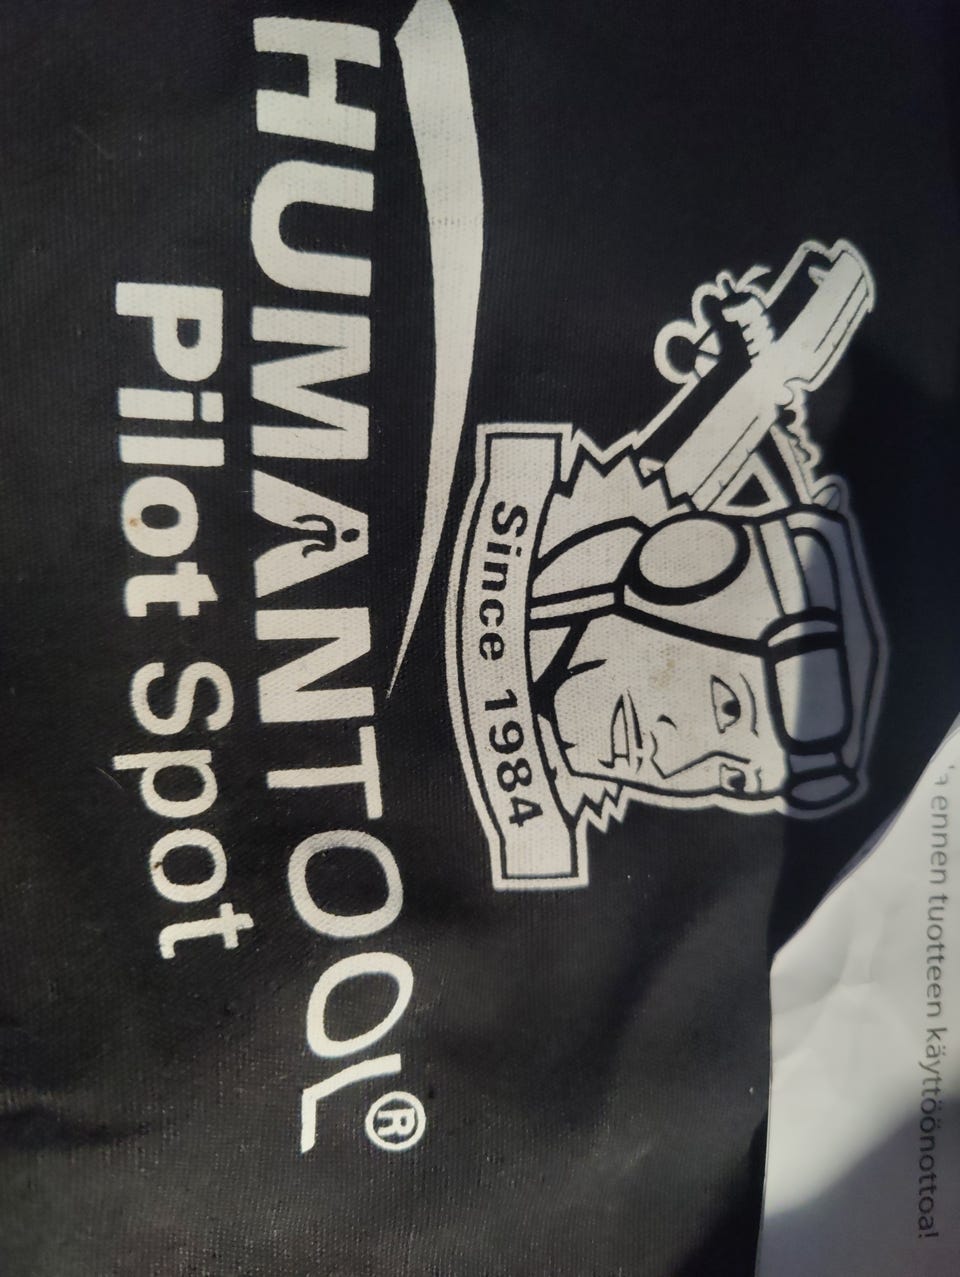 Since 1984
HUMANTOOL®
Pilot Spot
ennen tuotteen käyttöönottoa!